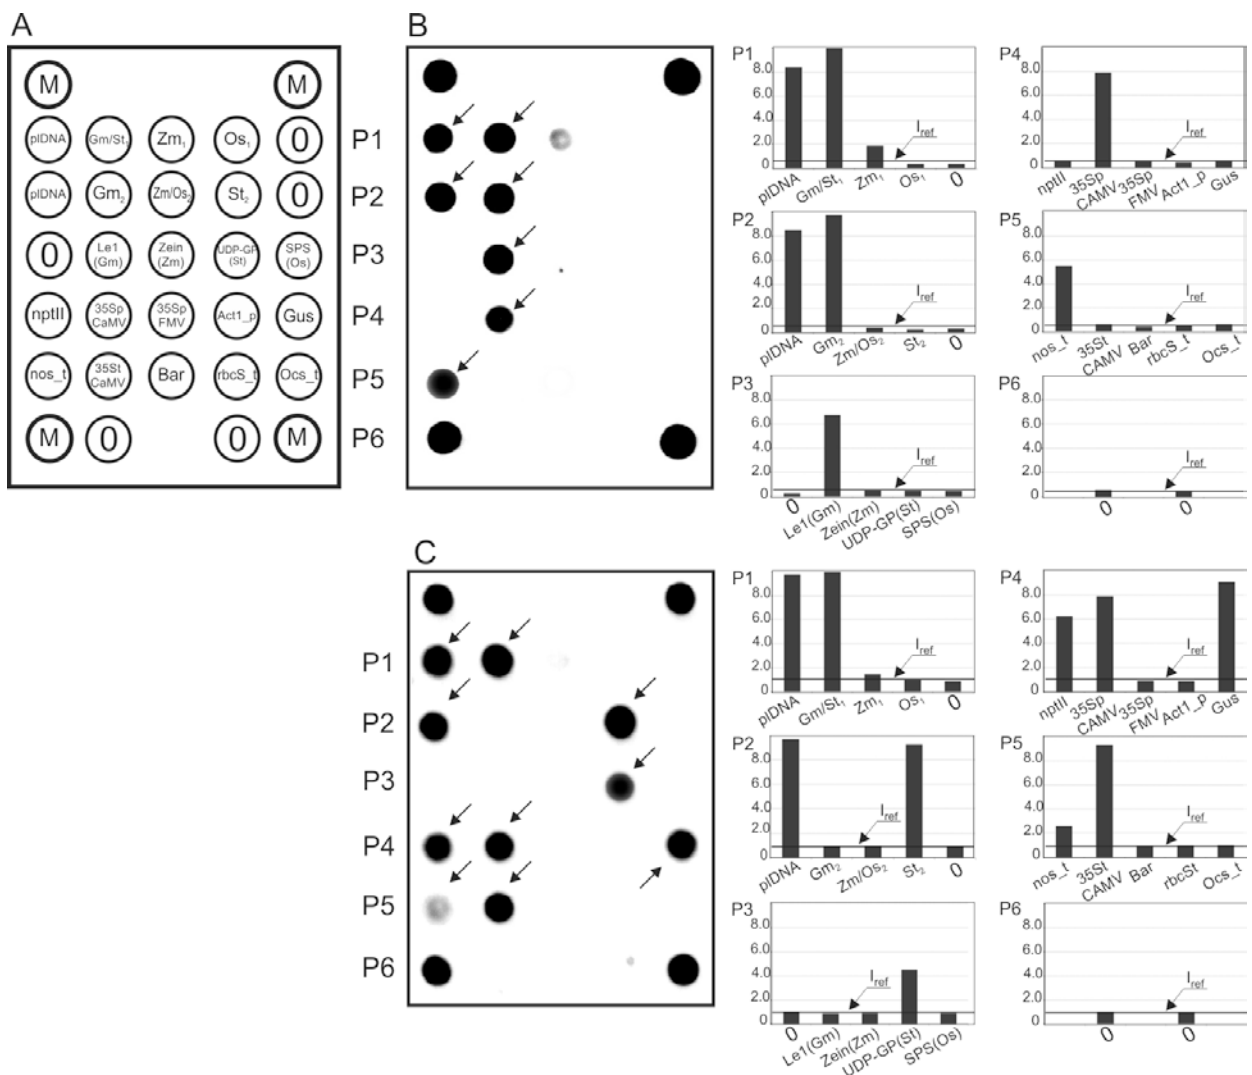 A
M M
plDNA Gm/St1 Zm1 Os1 0
plDNA Gm2 Zm/Os2 St2 0
0 Le1 (Gm) Zein (Zm) UDP-GP (St) SPS (Os)
nptII 35Sp CaMV 35Sp FMV Act1_p Gus
nos_t 35St CaMV Bar rbcS_t Ocs_t
M 0 0 M
B
P1
P2
P3
P4
P5
P6
P1
8.0
6.0
4.0
2.0
0
Iref
plDNA Gm/St1 Zm1 Os1 0
P4
8.0
6.0
4.0
2.0
0
Iref
nptII 35Sp CAMV 35Sp FMV Act1_p Gus
P2
8.0
6.0
4.0
2.0
0
Iref
plDNA Gm2 Zm/Os2 St2 0
P5
8.0
6.0
4.0
2.0
0
Iref
nos_t 35St CAMV Bar rbcS_t Ocs_t
P3
8.0
6.0
4.0
2.0
0
Iref
0 Le1(Gm) Zein(Zm) UDP-GP(St) SPS(Os)
P6
8.0
6.0
4.0
2.0
0
Iref
0 0
C
P1
P2
P3
P4
P5
P6
P1
8.0
6.0
4.0
2.0
0
Iref
plDNA Gm/St1 Zm1 Os1 0
P4
8.0
6.0
4.0
2.0
0
Iref
nptII 35Sp CAMV 35Sp FMV Act1_p Gus
P2
8.0
6.0
4.0
2.0
0
Iref
plDNA Gm2 Zm/Os2 St2 0
P5
8.0
6.0
4.0
2.0
0
Iref
nos_t 35St CAMV Bar rbcSt Ocs_t
P3
8.0
6.0
4.0
2.0
0
Iref
0 Le1(Gm) Zein(Zm) UDP-GP(St) SPS(Os)
P6
8.0
6.0
4.0
2.0
0
Iref
0 0